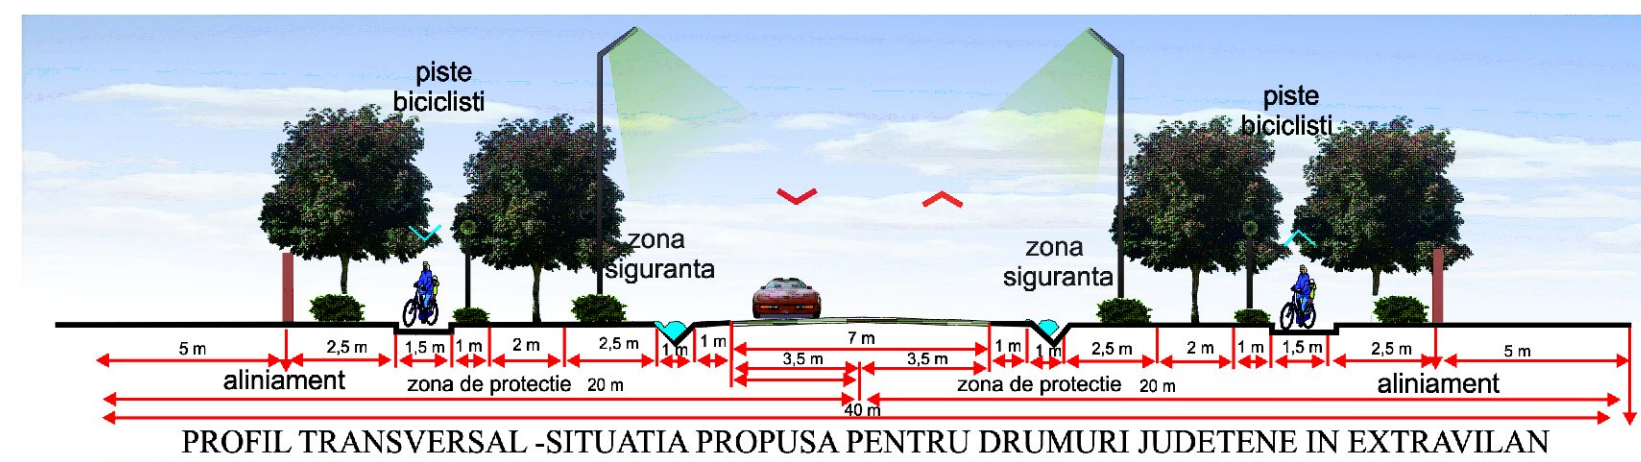 piste
biciclisti
piste
biciclisti
zona
siguranta
zona
siguranta
5 m
2,5 m
1,5 m
1 m
2 m
2,5 m
1 m
1 m
7 m
3,5 m
3,5 m
1 m
1 m
2,5 m
2 m
1 m
1,5 m
2,5 m
5 m
aliniament
zona de protectie
20 m
zona de protectie
20 m
aliniament
40 m
PROFIL TRANSVERSAL -SITUATIA PROPUSA PENTRU DRUMURI JUDETENE IN EXTRAVILAN